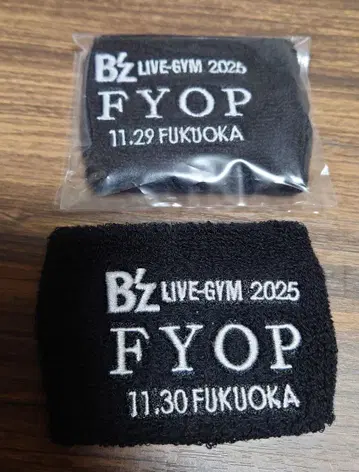 B'z LIVE-GYM 2025
FYOP
11.29 FUKUOKA
B'z LIVE-GYM 2025
FYOP
11.30 FUKUOKA